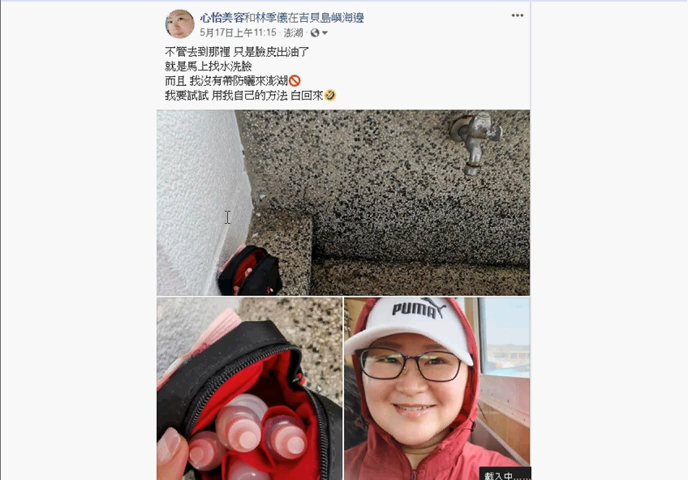 心怡美容和林季儀在吉貝島嶼海邊
5月17日上午11:15 · 澎湖 ·
不管去到那裡 只是臉皮出油了
就是馬上找水洗臉
而且 我沒有帶防曬來澎湖🚫
我要試試 用我自己的方法 白回來🤣
PUMA
載入中......